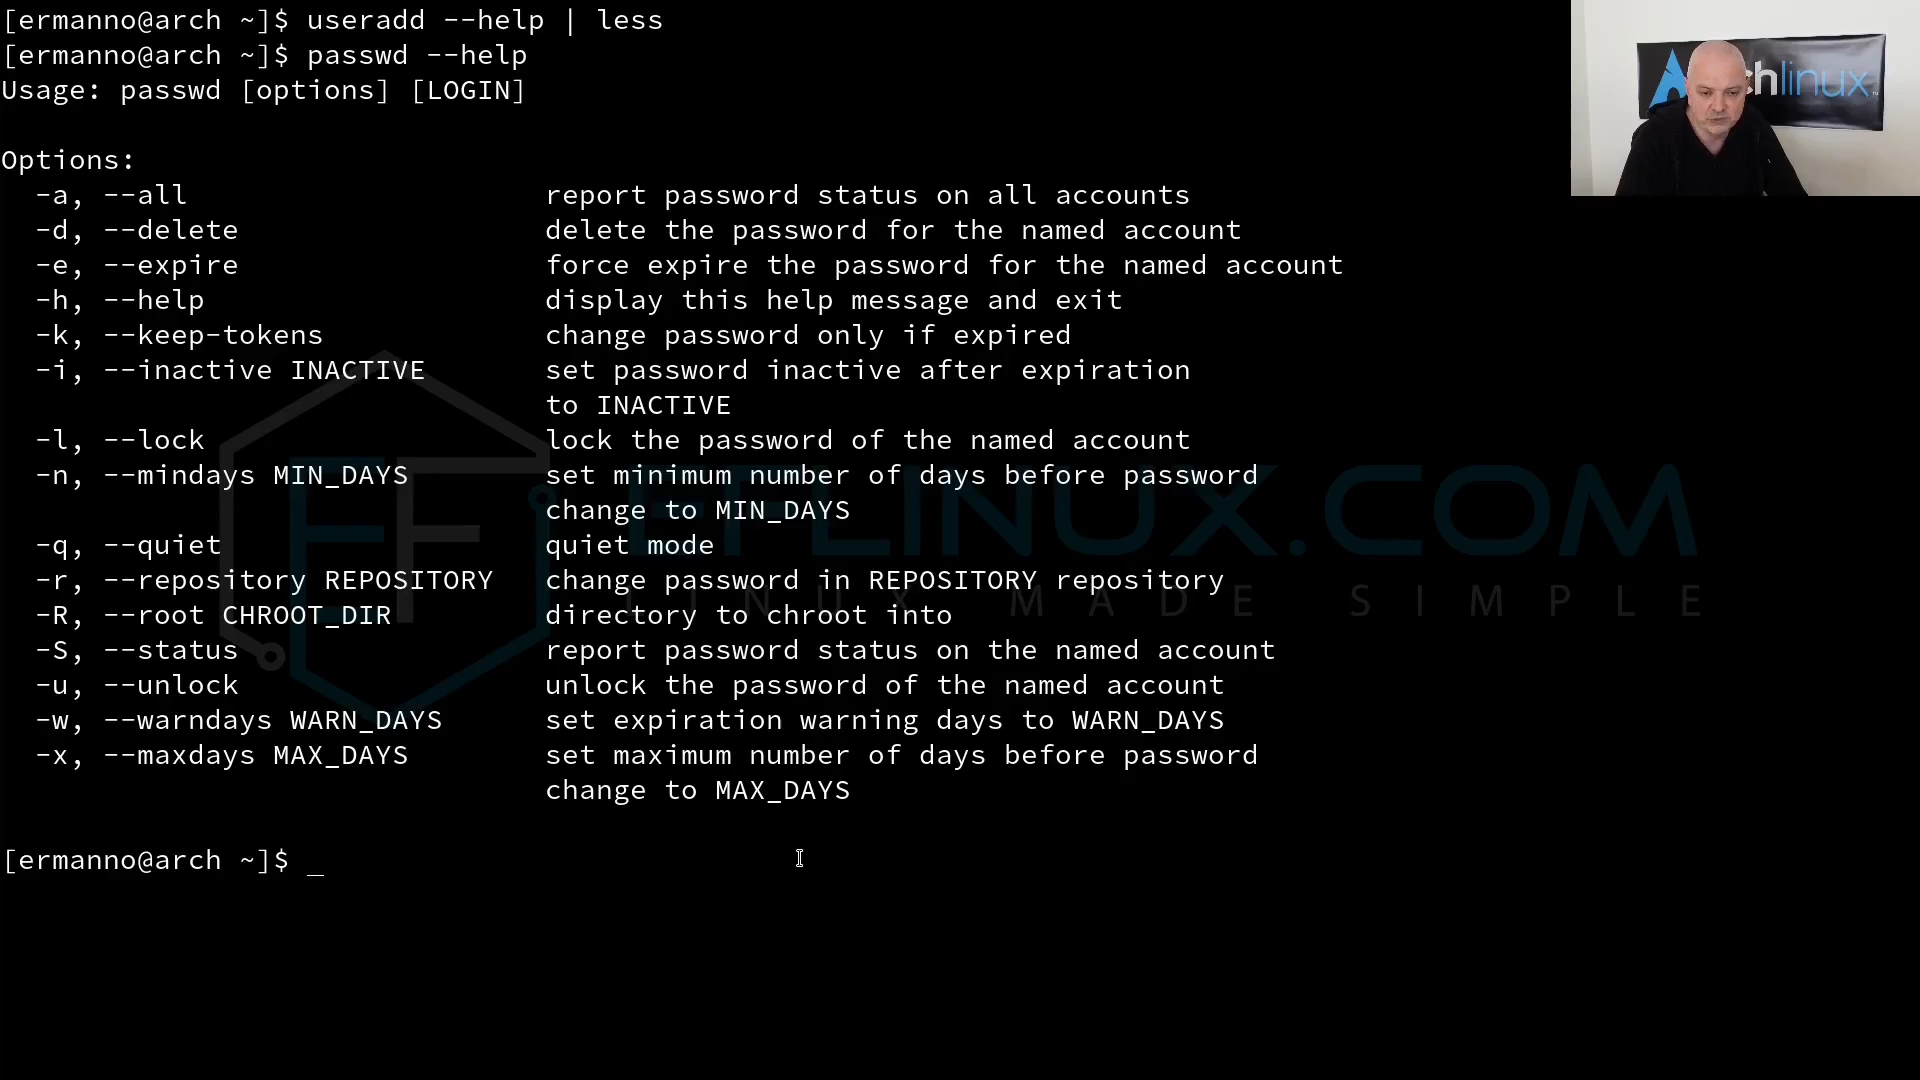 [ermanno@arch ~]$ useradd --help | less
[ermanno@arch ~]$ passwd --help
Usage: passwd [options] [LOGIN]
Options:
-a, --all report password status on all accounts
-d, --delete delete the password for the named account
-e, --expire force expire the password for the named account
-h, --help display this help message and exit
-k, --keep-tokens change password only if expired
-i, --inactive INACTIVE set password inactive after expiration
to INACTIVE
-l, --lock lock the password of the named account
-n, --mindays MIN_DAYS set minimum number of days before password
change to MIN_DAYS
-q, --quiet quiet mode
-r, --repository REPOSITORY change password in REPOSITORY repository
-R, --root CHROOT_DIR directory to chroot into
-S, --status report password status on the named account
-u, --unlock unlock the password of the named account
-w, --warndays WARN_DAYS set expiration warning days to WARN_DAYS
-x, --maxdays MAX_DAYS set maximum number of days before password
change to MAX_DAYS
[ermanno@arch ~]$ _
chlinux
EF
EFLINUX.COM
LINUX MADE SIMPLE